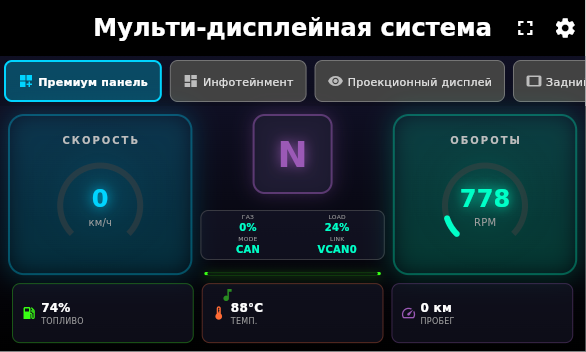 Мульти-дисплейная система
Премиум панель
Инфотейнмент
Проекционный дисплей
СКОРОСТЬ
0
км/ч
N
ГАЗ
0%
LOAD
24%
MODE
CAN
LINK
VCAN0
ОБОРОТЫ
778
RPM
74%
ТОПЛИВО
88°C
ТЕМП.
0 км
ПРОБЕГ